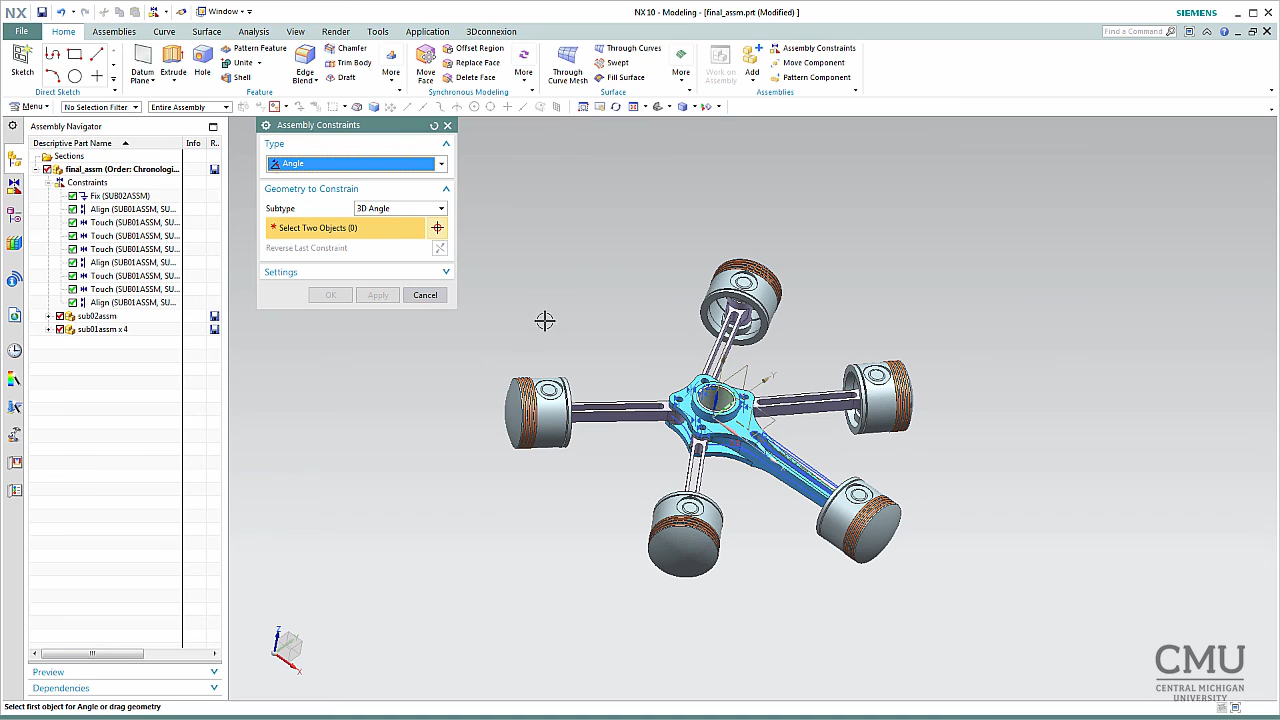 NX
Window
NX 10 - Modeling - [final_assm.prt (Modified) ]
SIEMENS
File
Home
Assemblies
Curve
Surface
Analysis
View
Render
Tools
Application
3DConnexion
Find a Command
Sketch
Direct Sketch
Datum Plane
Extrude
Hole
Pattern Feature
Unite
Shell
Edge Blend
Chamfer
Trim Body
Draft
More
Feature
Move Face
Offset Region
Replace Face
Delete Face
More
Synchronous Modeling
Through Curve Mesh
Through Curves
Swept
Fill Surface
More
Surface
Work on Assembly
Add
Assembly Constraints
Move Component
Pattern Component
Assemblies
Menu
No Selection Filter
Entire Assembly
Assembly Navigator
Descriptive Part Name
Info
R..
Sections
final_assm (Order: Chronologi...
Constraints
Fix (SUB02ASSM)
Align (SUB01ASSM, SU...
Touch (SUB01ASSM, SU...
Touch (SUB01ASSM, SU...
Touch (SUB01ASSM, SU...
Align (SUB01ASSM, SU...
Touch (SUB01ASSM, SU...
Touch (SUB01ASSM, SU...
Align (SUB01ASSM, SU...
sub02assm
sub01assm x 4
Preview
Dependencies
Assembly Constraints
Type
Angle
Geometry to Constrain
Subtype
3D Angle
* Select Two Objects (0)
Reverse Last Constraint
Settings
OK
Apply
Cancel
Y
Z
X
CMU
CENTRAL MICHIGAN
UNIVERSITY
Select first object for Angle or drag geometry